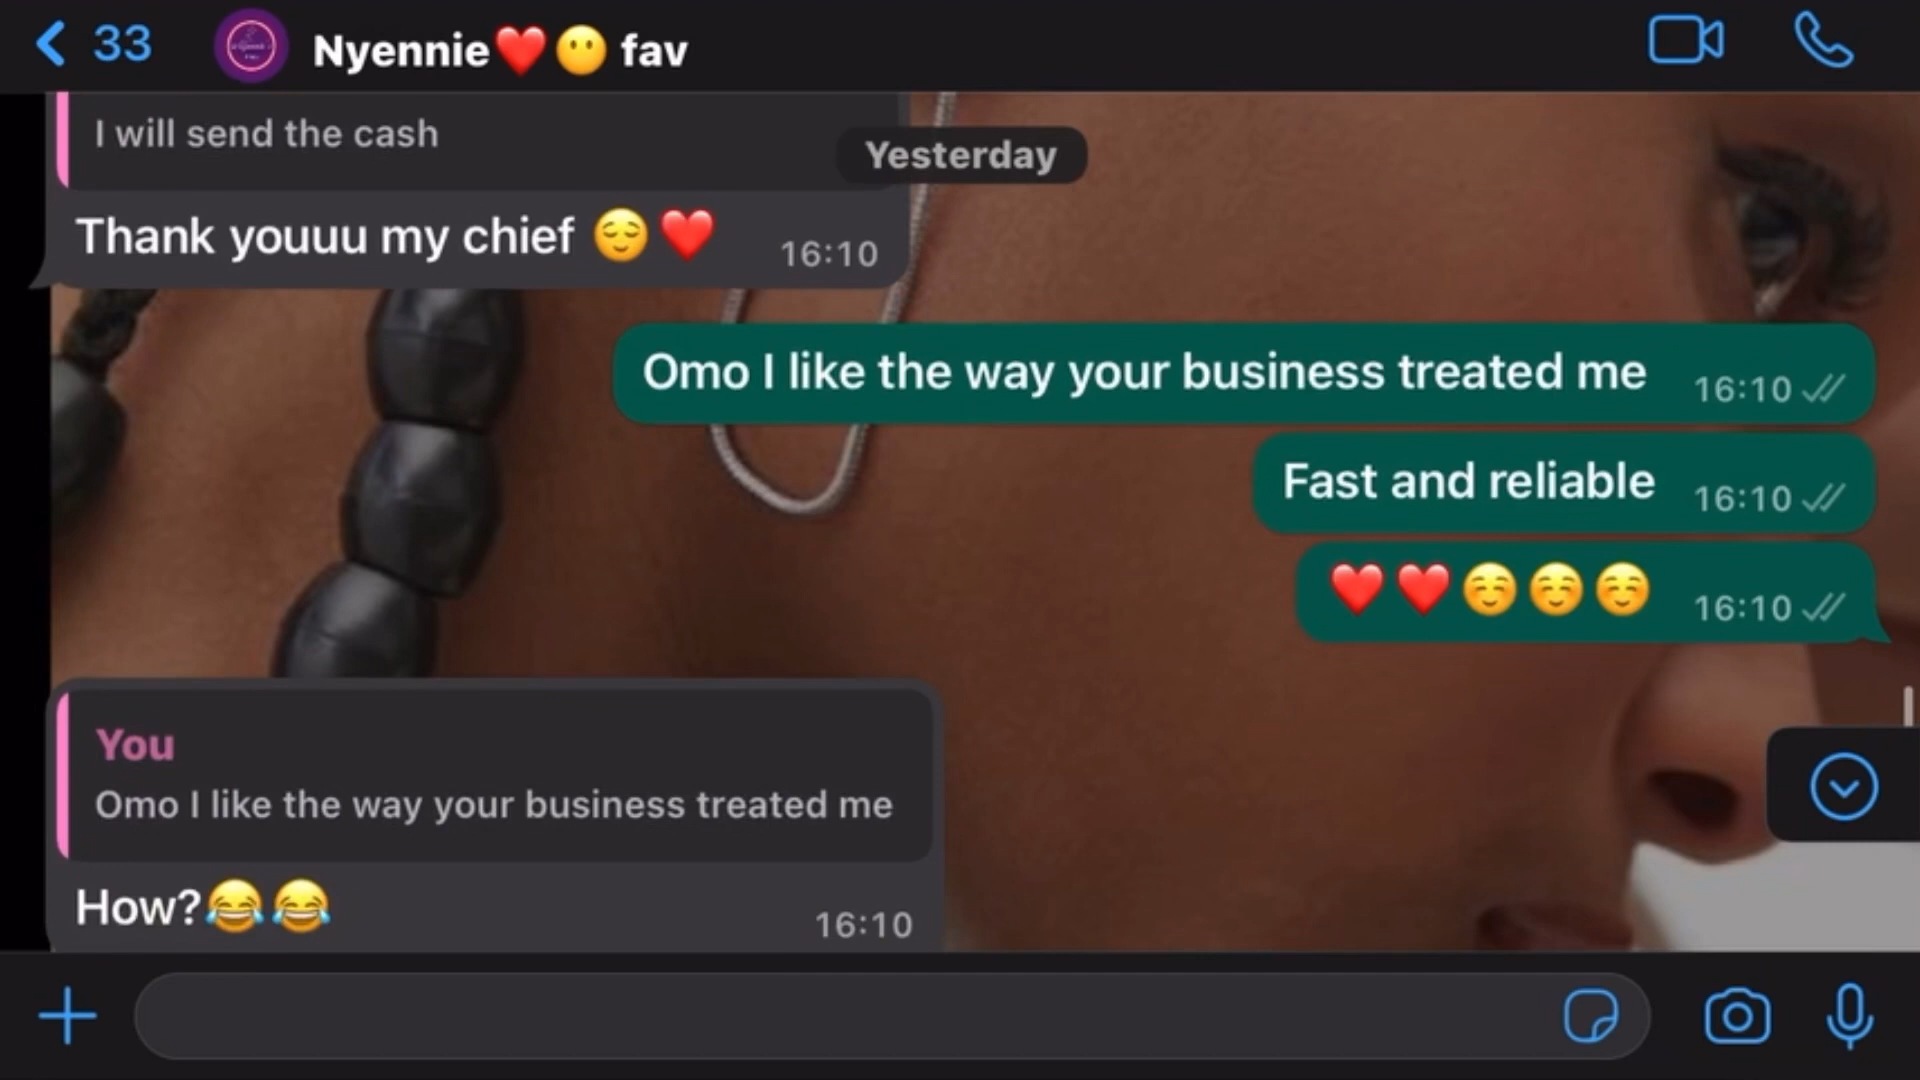 33
Nyennie❤️😶 fav
I will send the cash
Yesterday
Thank youuu my chief 😌❤️
16:10
Omo I like the way your business treated me
16:10
Fast and reliable
16:10
❤️❤️☺️☺️☺️
16:10
You
Omo I like the way your business treated me
How?😂😂
16:10